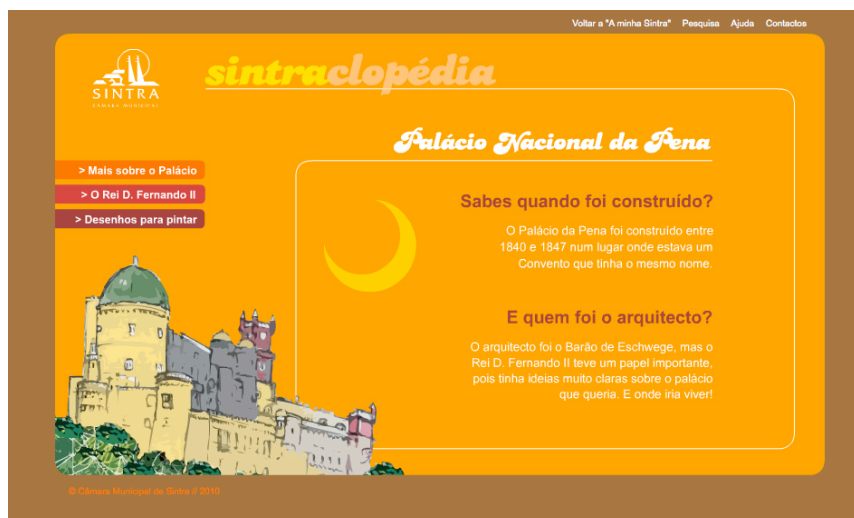 Voltar a "A minha Sintra" Pesquisa Ajuda Contactos
SINTRA
CÂMARA MUNICIPAL
sintraclopédia
Palácio Nacional da Pena
> Mais sobre o Palácio
> O Rei D. Fernando II
> Desenhos para pintar
Sabes quando foi construído?
O Palácio da Pena foi construído entre
1840 e 1847 num lugar onde estava um
Convento que tinha o mesmo nome.
E quem foi o arquitecto?
O arquitecto foi o Barão de Eschwege, mas o
Rei D. Fernando II teve um papel importante,
pois tinha ideias muito claras sobre o palácio
que queria. E onde iria viver!
© Câmara Municipal de Sintra // 2010